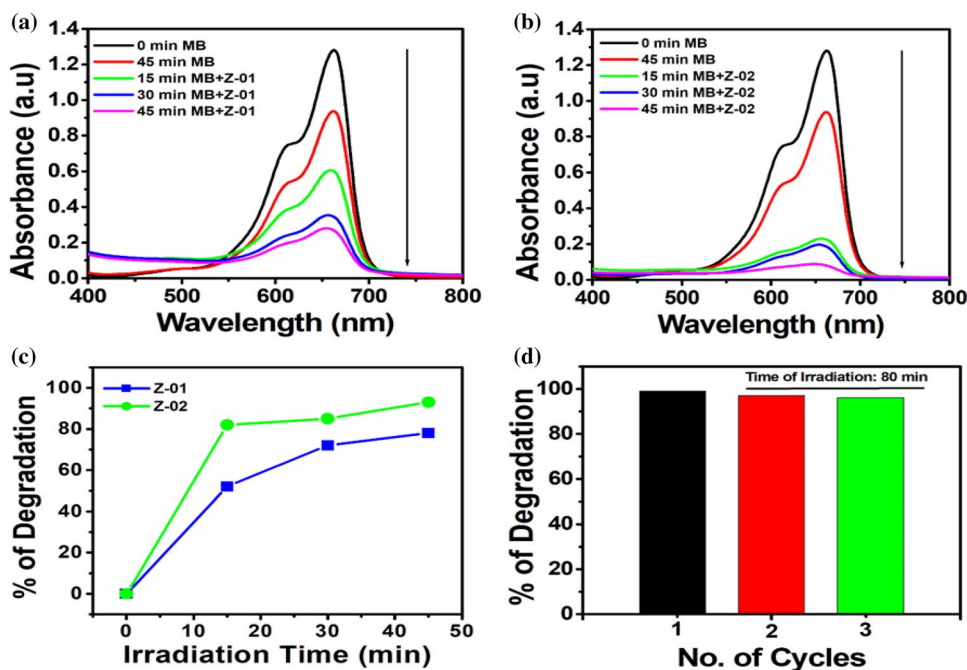 (a)
1.4
1.2
1.0
0.8
0.6
0.4
0.2
0.0
Absorbance (a.u)
0 min MB
45 min MB
15 min MB+Z-01
30 min MB+Z-01
45 min MB+Z-01
400 500 600 700 800
Wavelength (nm)
(b)
1.4
1.2
1.0
0.8
0.6
0.4
0.2
0.0
Absorbance (a.u)
0 min MB
45 min MB
15 min MB+Z-02
30 min MB+Z-02
45 min MB+Z-02
400 500 600 700 800
Wavelength (nm)
(c)
100
80
60
40
20
0
% of Degradation
Z-01
Z-02
0 10 20 30 40 50
Irradiation Time (min)
(d)
100
80
60
40
20
0
% of Degradation
Time of Irradiation: 80 min
1 2 3
No. of Cycles